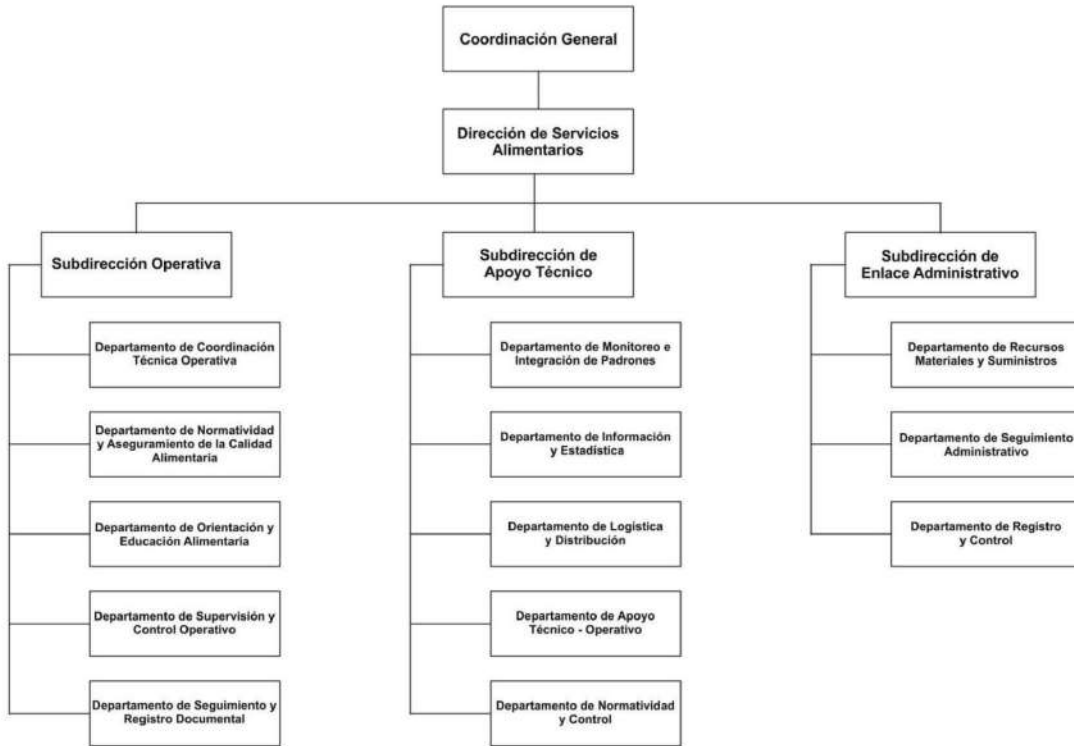 Coordinación General
Dirección de Servicios
Alimentarios
Subdirección Operativa
Departamento de Coordinación
Técnica Operativa
Departamento de Normatividad
y Aseguramiento de la Calidad
Alimentaria
Departamento de Orientación y
Educación Alimentaria
Departamento de Supervisión y
Control Operativo
Departamento de Seguimiento y
Registro Documental
Subdirección de
Apoyo Técnico
Departamento de Monitoreo e
Integración de Padrones
Departamento de Información
y Estadística
Departamento de Logística
y Distribución
Departamento de Apoyo
Técnico - Operativo
Departamento de Normatividad
y Control
Subdirección de
Enlace Administrativo
Departamento de Recursos
Materiales y Suministros
Departamento de Seguimiento
Administrativo
Departamento de Registro
y Control